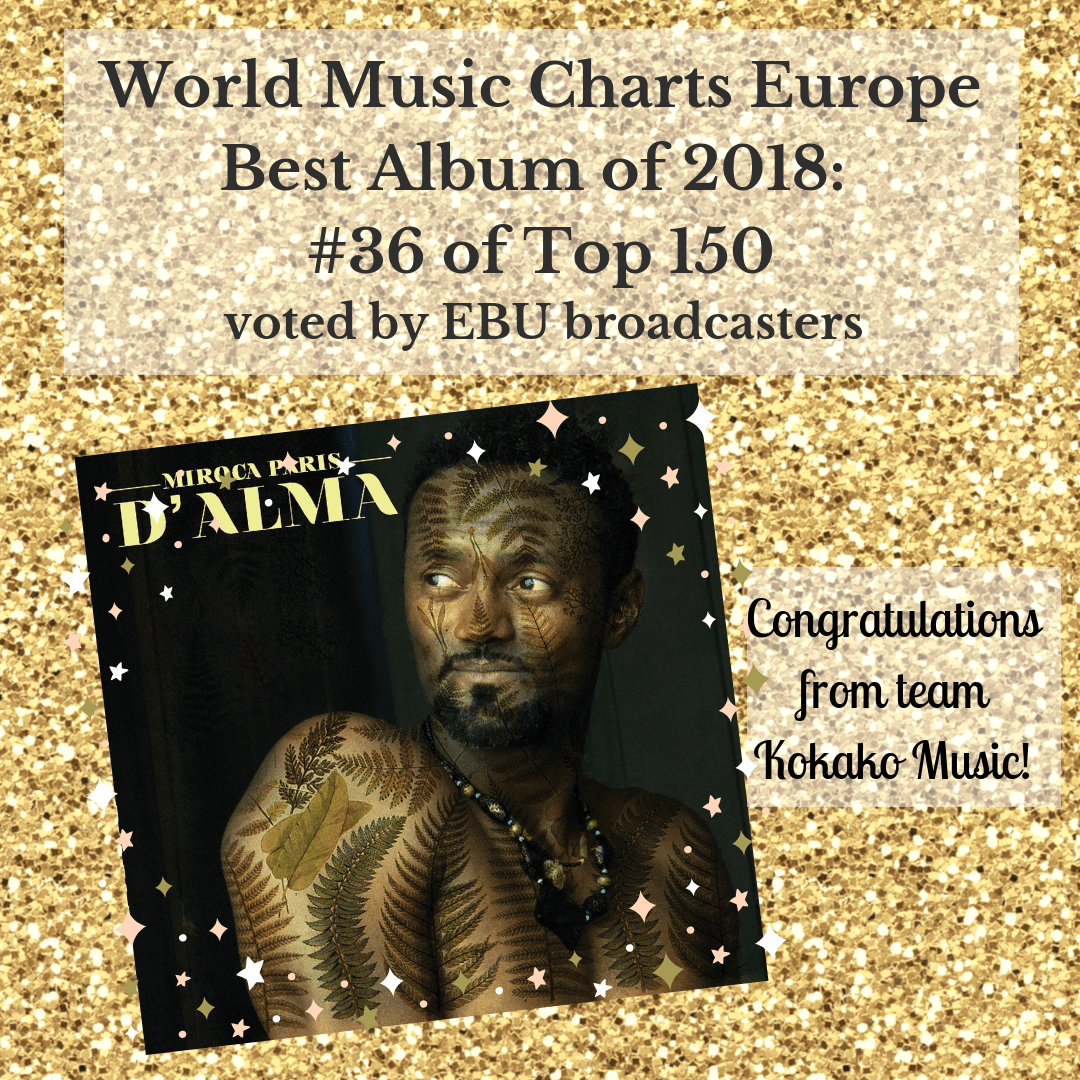 World Music Charts Europe
Best Album of 2018:
#36 of Top 150
voted by EBU broadcasters
MIROCA PARIS
D'ALMA
Congratulations
from team
Kokako Music!